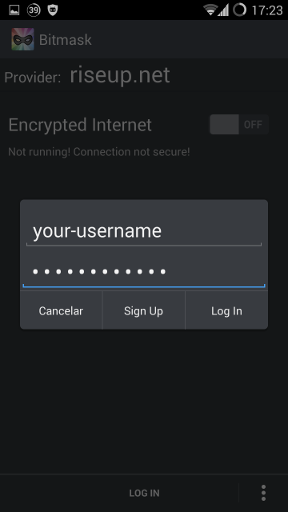 39
17:23
Bitmask
Provider: riseup.net
Encrypted Internet OFF
Not running! Connection not secure!
your-username
••••••••••••
Cancelar Sign Up Log In
LOG IN